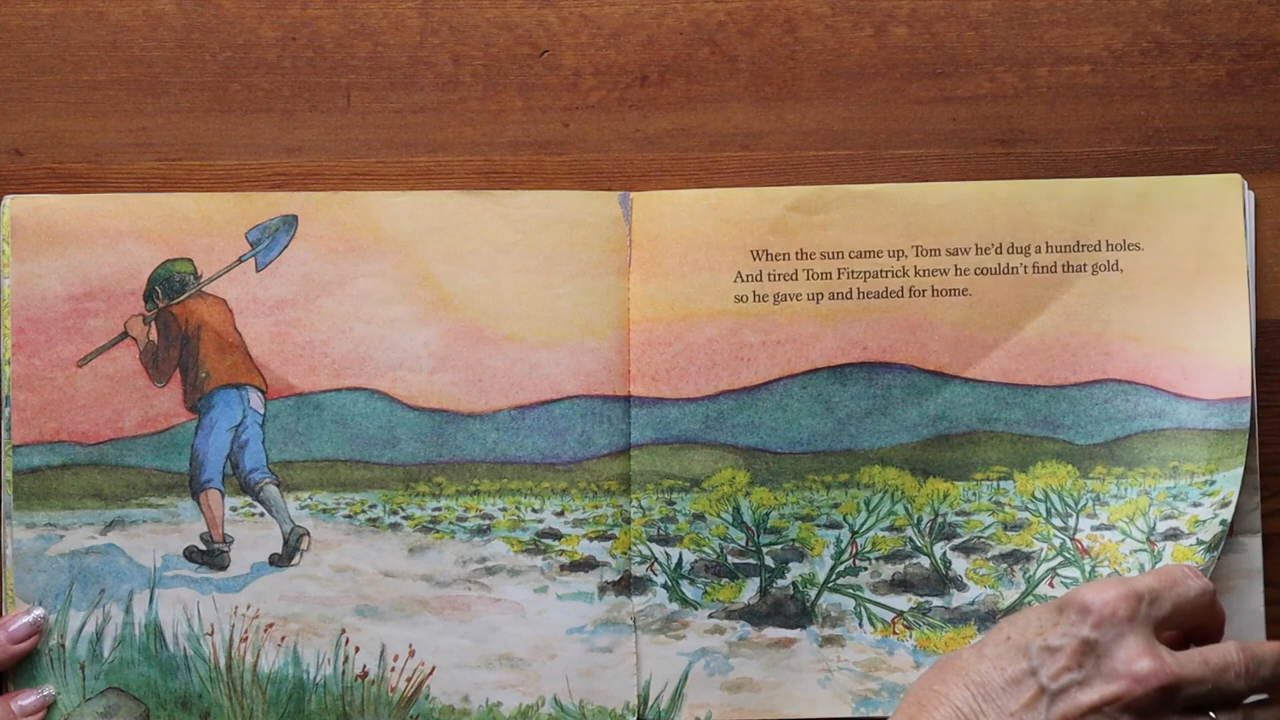 When the sun came up, Tom saw he'd dug a hundred holes.
And tired Tom Fitzpatrick knew he couldn't find that gold,
so he gave up and headed for home.